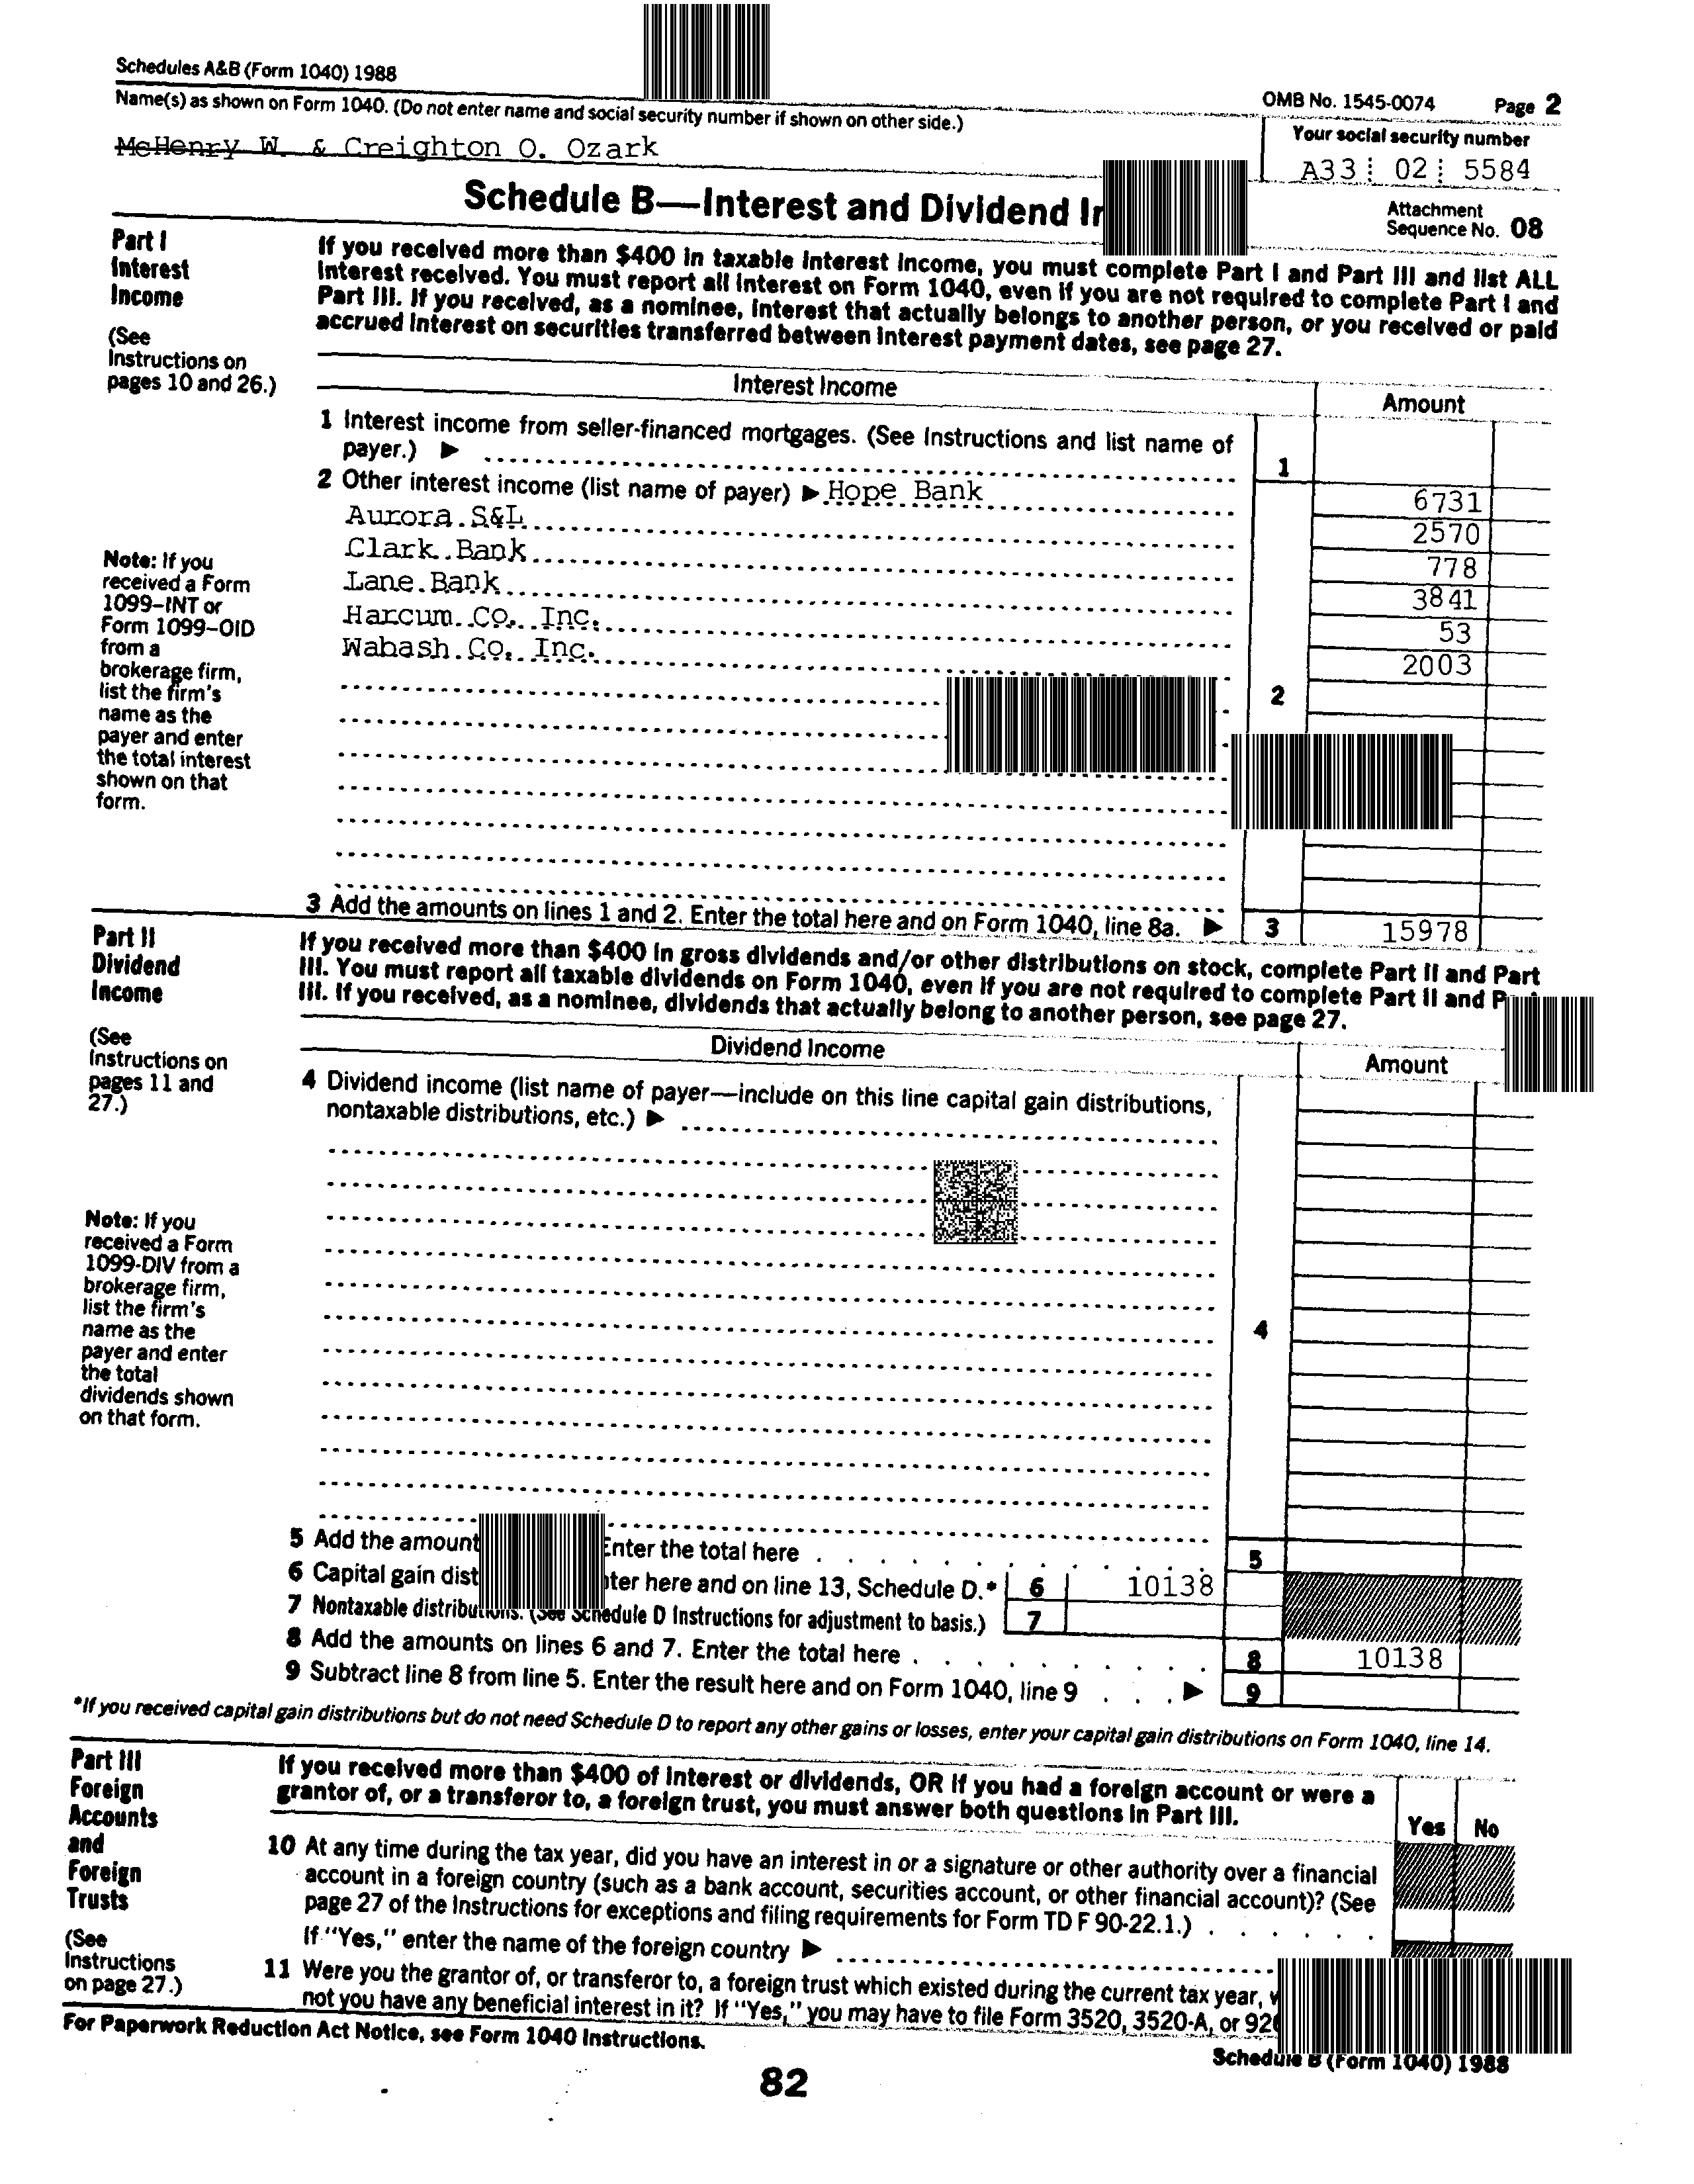 Schedules A&B (Form 1040) 1988
OMB No. 1545-0074 Page 2
Name(s) as shown on Form 1040. (Do not enter name and social security number if shown on other side.)
Your social security number
McHenry W. & Creighton O. Ozark
A33 02 5584
Schedule B—Interest and Dividend
Attachment
Sequence No. 08
Part I
Interest
Income
(See
Instructions on
pages 10 and 26.)
If you received more than $400 in taxable interest income, you must complete Part I and Part III and list ALL
interest received. You must report all interest on Form 1040, even if you are not required to complete Part I and
Part III. If you received, as a nominee, interest that actually belongs to another person, or you received or paid
accrued interest on securities transferred between interest payment dates, see page 27.
Interest Income Amount
1 Interest income from seller-financed mortgages. (See Instructions and list name of
payer.) ▶ 1
2 Other interest income (list name of payer) ▶ Hope Bank 6731
Aurora S&L 2570
Clark Bank 778
Lane Bank 3841
Harcum Co. Inc. 53
Wabash Co. Inc. 2003
2
Note: If you
received a Form
1099–INT or
Form 1099–OID
from a
brokerage firm,
list the firm's
name as the
payer and enter
the total interest
shown on that
form.
3 Add the amounts on lines 1 and 2. Enter the total here and on Form 1040, line 8a. ▶ 3 15978
Part II
Dividend
Income
(See
Instructions on
pages 11 and
27.)
If you received more than $400 in gross dividends and/or other distributions on stock, complete Part II and Part
III. You must report all taxable dividends on Form 1040, even if you are not required to complete Part II and
III. If you received, as a nominee, dividends that actually belong to another person, see page 27.
Dividend Income Amount
4 Dividend income (list name of payer—include on this line capital gain distributions,
nontaxable distributions, etc.) ▶
4
Note: If you
received a Form
1099-DIV from a
brokerage firm,
list the firm's
name as the
payer and enter
the total
dividends shown
on that form.
5 Add the amount Enter the total here 5
6 Capital gain here and on line 13, Schedule D.* 6 10138
7 Nontaxable distributions. (See Schedule D Instructions for adjustment to basis.) 7
8 Add the amounts on lines 6 and 7. Enter the total here 8 10138
9 Subtract line 8 from line 5. Enter the result here and on Form 1040, line 9 ▶ 9
*If you received capital gain distributions but do not need Schedule D to report any other gains or losses, enter your capital gain distributions on Form 1040, line 14.
Part III
Foreign
Accounts
and
Foreign
Trusts
(See
Instructions
on page 27.)
If you received more than $400 of interest or dividends, OR if you had a foreign account or were a
grantor of, or a transferor to, a foreign trust, you must answer both questions in Part III.
Yes No
10 At any time during the tax year, did you have an interest in or a signature or other authority over a financial
account in a foreign country (such as a bank account, securities account, or other financial account)? (See
page 27 of the Instructions for exceptions and filing requirements for Form TD F 90-22.1.)
If "Yes," enter the name of the foreign country ▶
11 Were you the grantor of, or transferor to, a foreign trust which existed during the current tax year,
not you have any beneficial interest in it? If "Yes," you may have to file Form 3520, 3520-A, or
For Paperwork Reduction Act Notice, see Form 1040 Instructions.
Schedule B (Form 1040) 1988
82